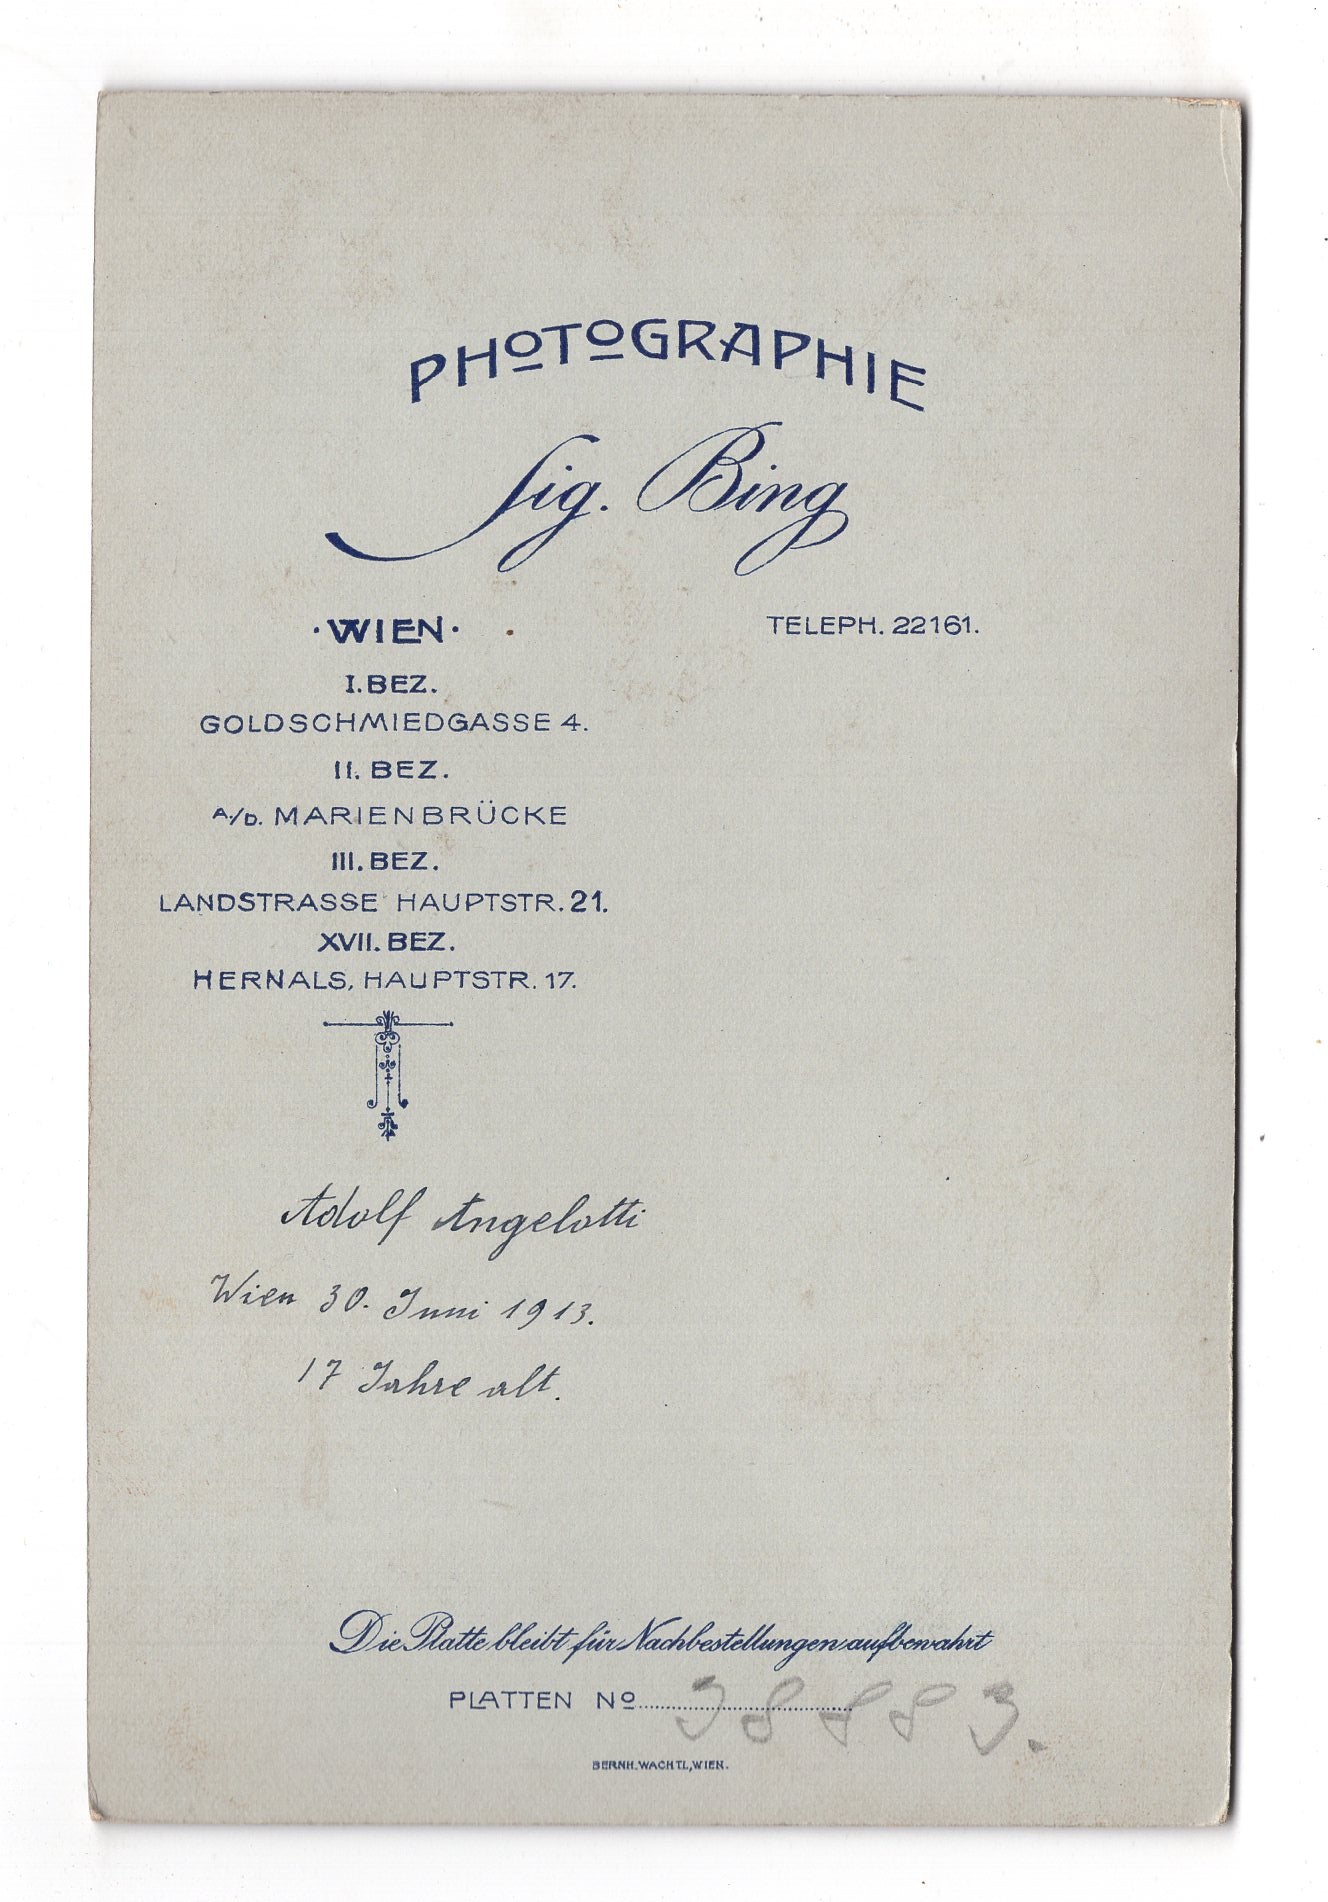 PHOTOGRAPHIE
Sig. Bing
·WIEN·
TELEPH. 22161.
I. BEZ.
GOLDSCHMIEDGASSE 4.
II. BEZ.
A/D. MARIENBRÜCKE
III. BEZ.
LANDSTRASSE HAUPTSTR. 21.
XVII. BEZ.
HERNALS, HAUPTSTR. 17.
Adolf Angelotti
Wien 30. Juni 1913.
17 Jahre alt.
Die Platte bleibt für Nachbestellungen aufbewahrt
PLATTEN No 98883.
BERNH. WACHTL, WIEN.